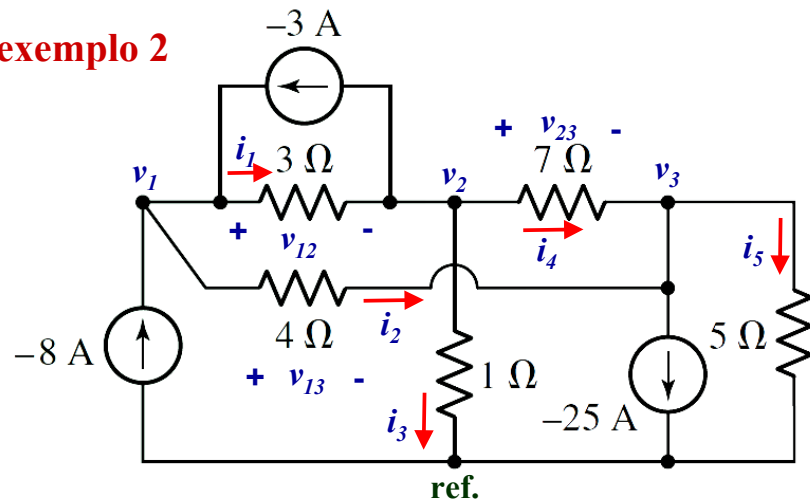 –3 A
exemplo 2
+ v23 -
i1 3 Ω
7 Ω
v1
v2
v3
+ v12 -
i4
i5
i2
–8 A
4 Ω
5 Ω
+ v13 -
1 Ω
i3
–25 A
ref.